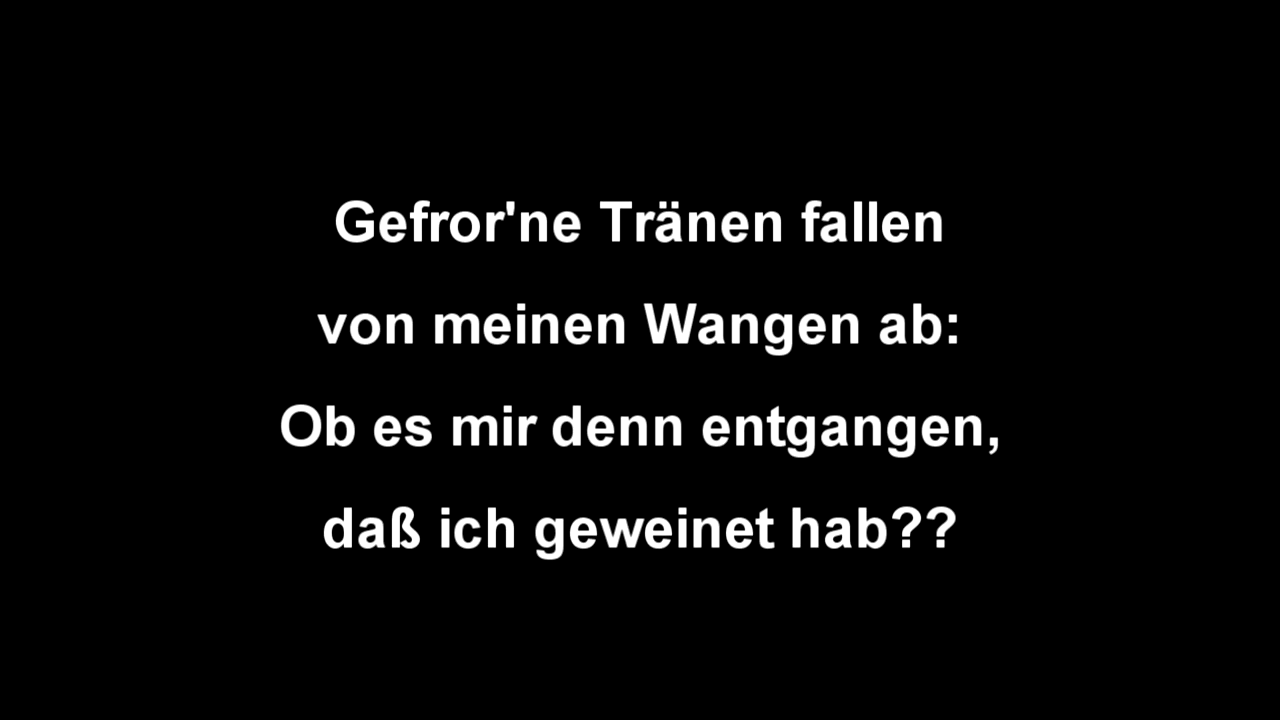 Gefror'ne Tränen fallen
von meinen Wangen ab:
Ob es mir denn entgangen,
daß ich geweinet hab??